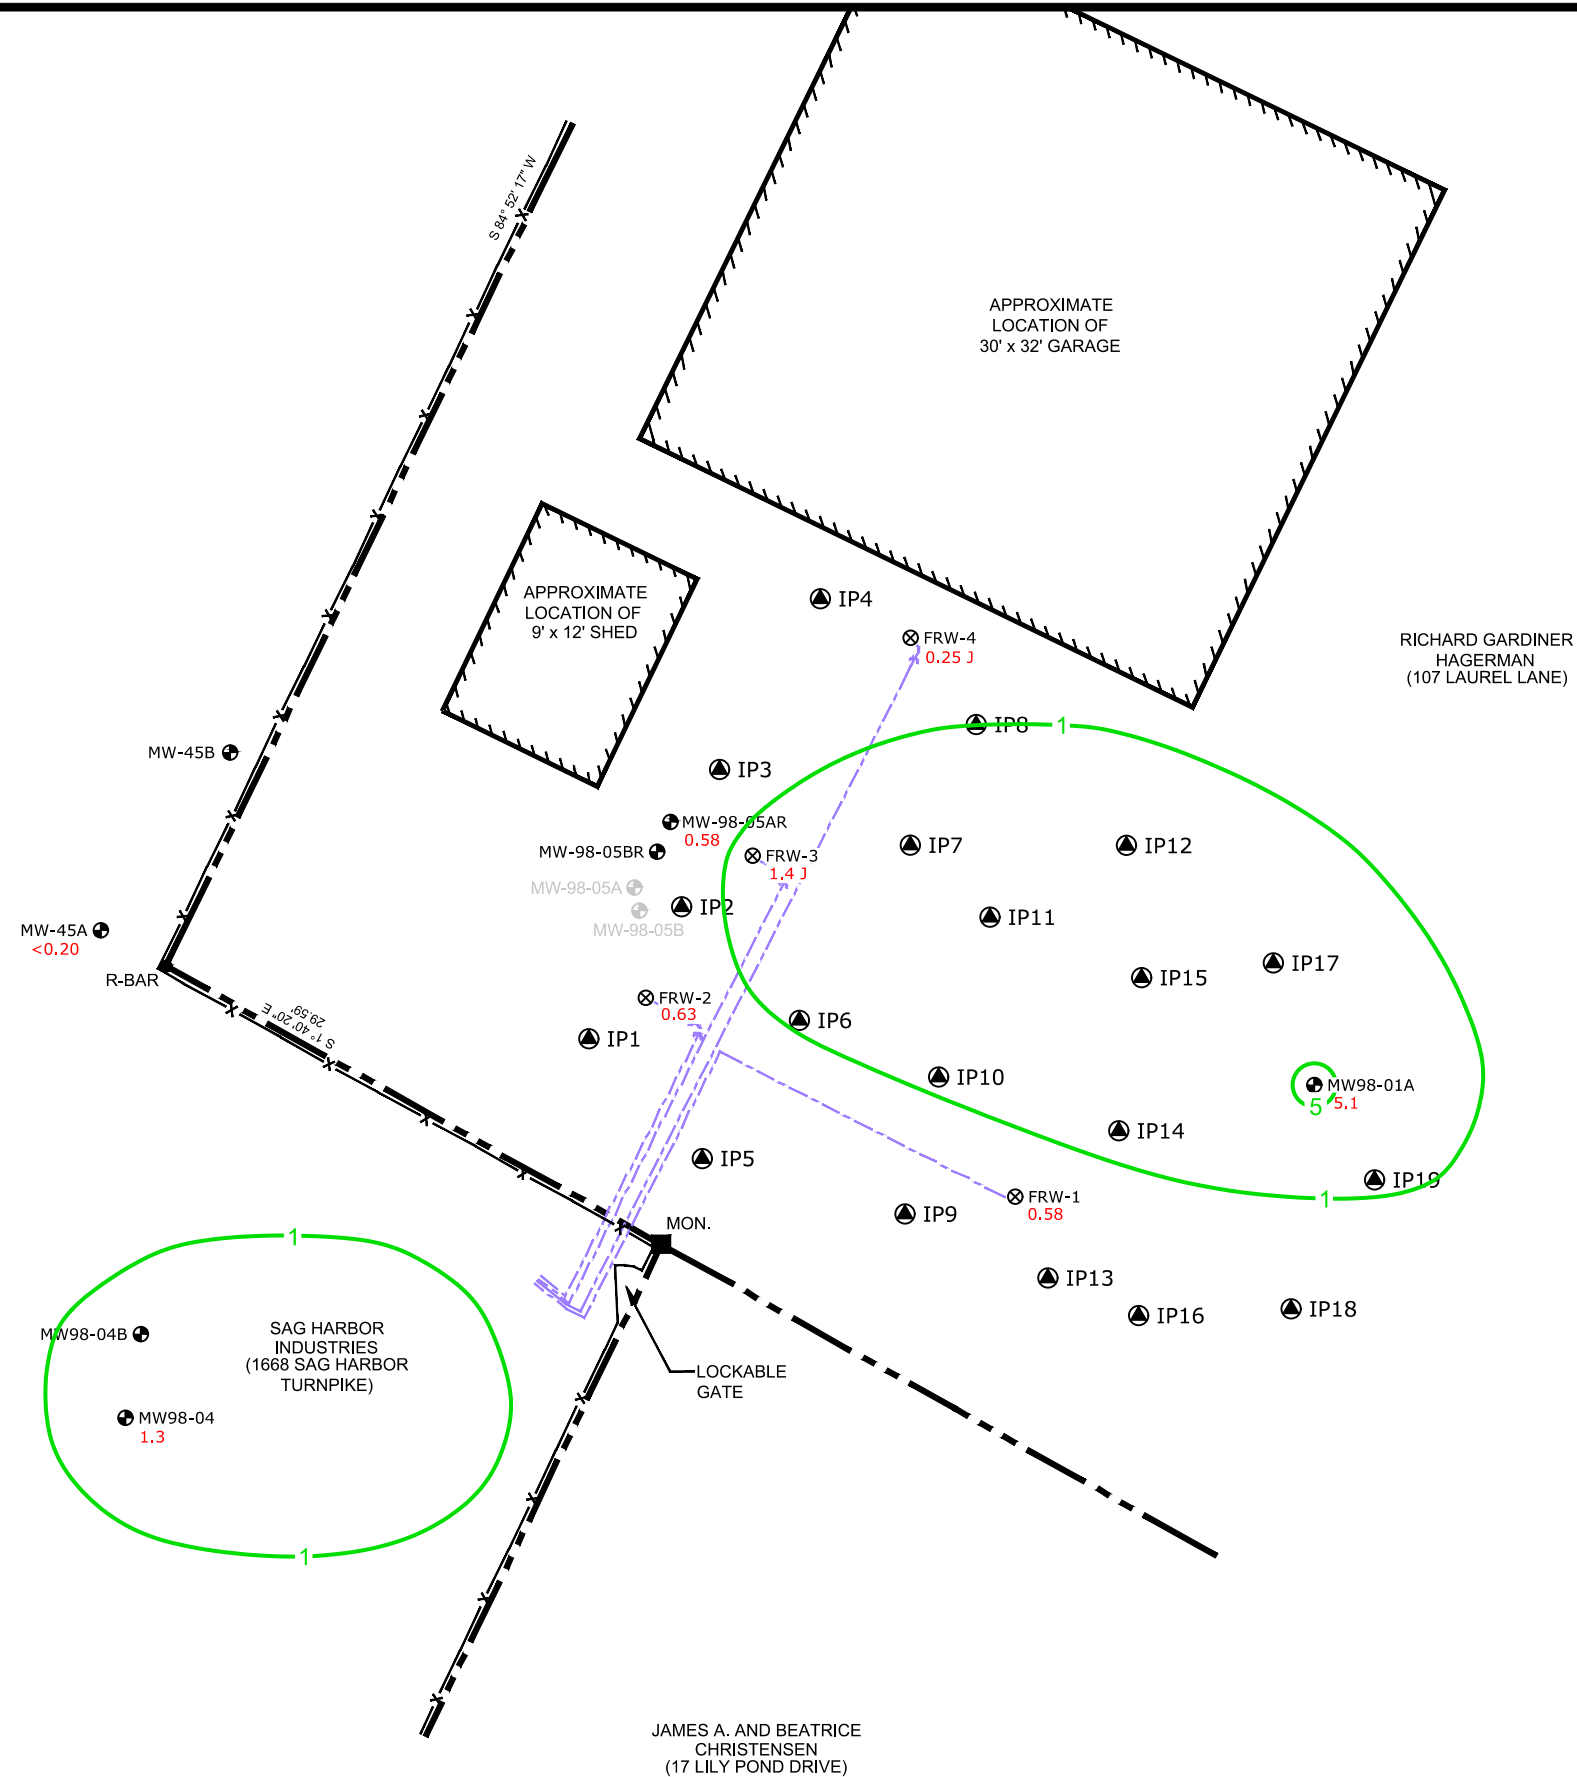 S 84° 52' 17" W
APPROXIMATE
LOCATION OF
30' x 32' GARAGE
APPROXIMATE
LOCATION OF
9' x 12' SHED
IP4
FRW-4
0.25 J
RICHARD GARDINER
HAGERMAN
(107 LAUREL LANE)
IP8
1
MW-45B
IP3
MW-98-05AR
0.58
MW-98-05BR
FRW-3
1.4 J
IP7
IP12
MW-98-05A
IP2
MW-98-05B
IP11
MW-45A
<0.20
R-BAR
IP15
IP17
FRW-2
0.63
S 1° 40' 20" E
29.59'
IP1
IP6
IP10
MW98-01A
5.1
5
IP14
IP5
IP19
1
FRW-1
0.58
IP9
MON.
1
IP13
IP16
IP18
MW98-04B
SAG HARBOR
INDUSTRIES
(1668 SAG HARBOR
TURNPIKE)
LOCKABLE
GATE
MW98-04
1.3
1
JAMES A. AND BEATRICE
CHRISTENSEN
(17 LILY POND DRIVE)